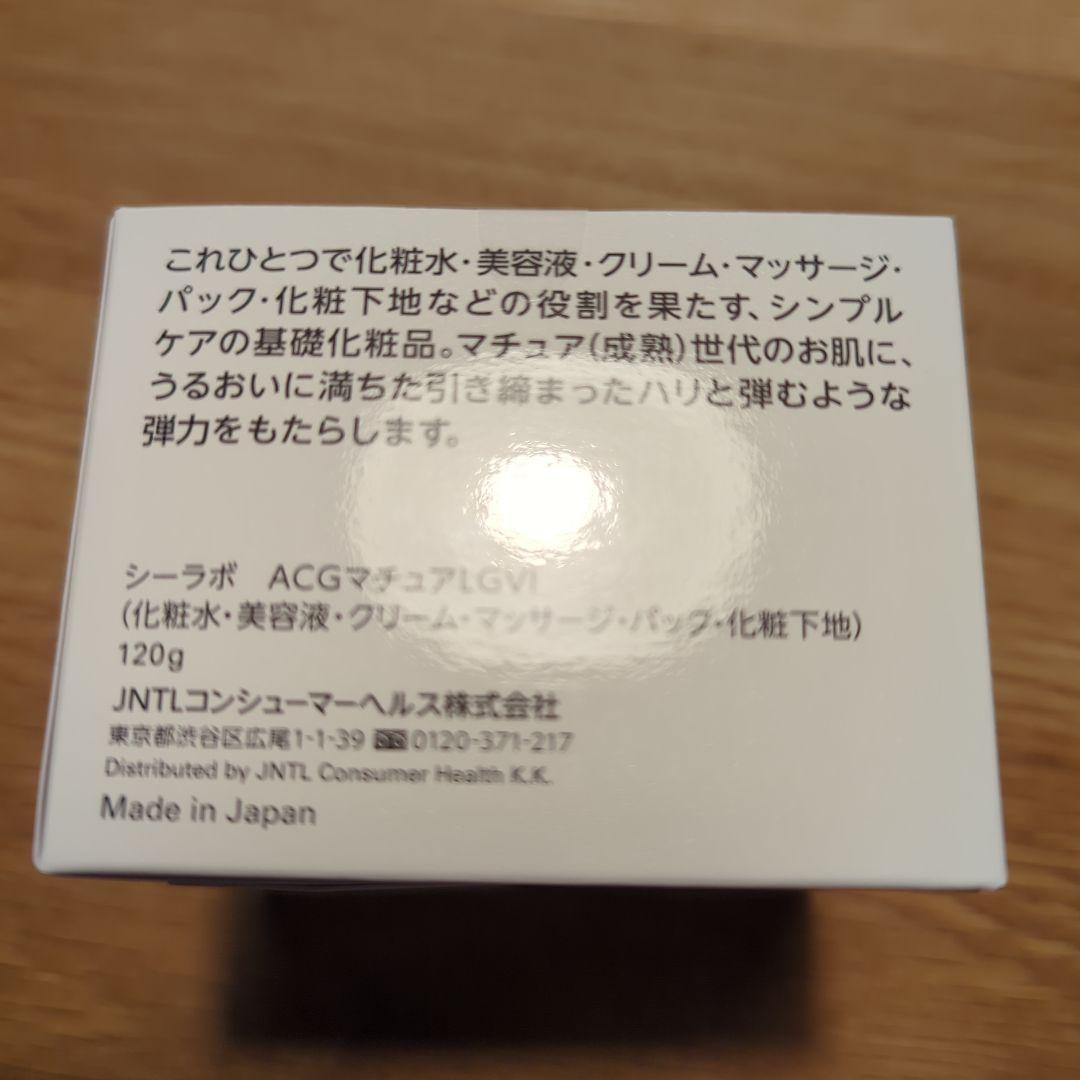 これひとつで化粧水・美容液・クリーム・マッサージ・
パック・化粧下地などの役割を果たす、シンプル
ケアの基礎化粧品。マチュア(成熟)世代のお肌に、
うるおいに満ちた引き締まったハリと弾むような
弾力をもたらします。
シーラボ ACGマチュアLGVI
(化粧水・美容液・クリーム・マッサージ・パック・化粧下地)
120g
JNTLコンシューマーヘルス株式会社
東京都渋谷区広尾1-1-39 0120-371-217
Distributed by JNTL Consumer Health K.K.
Made in Japan